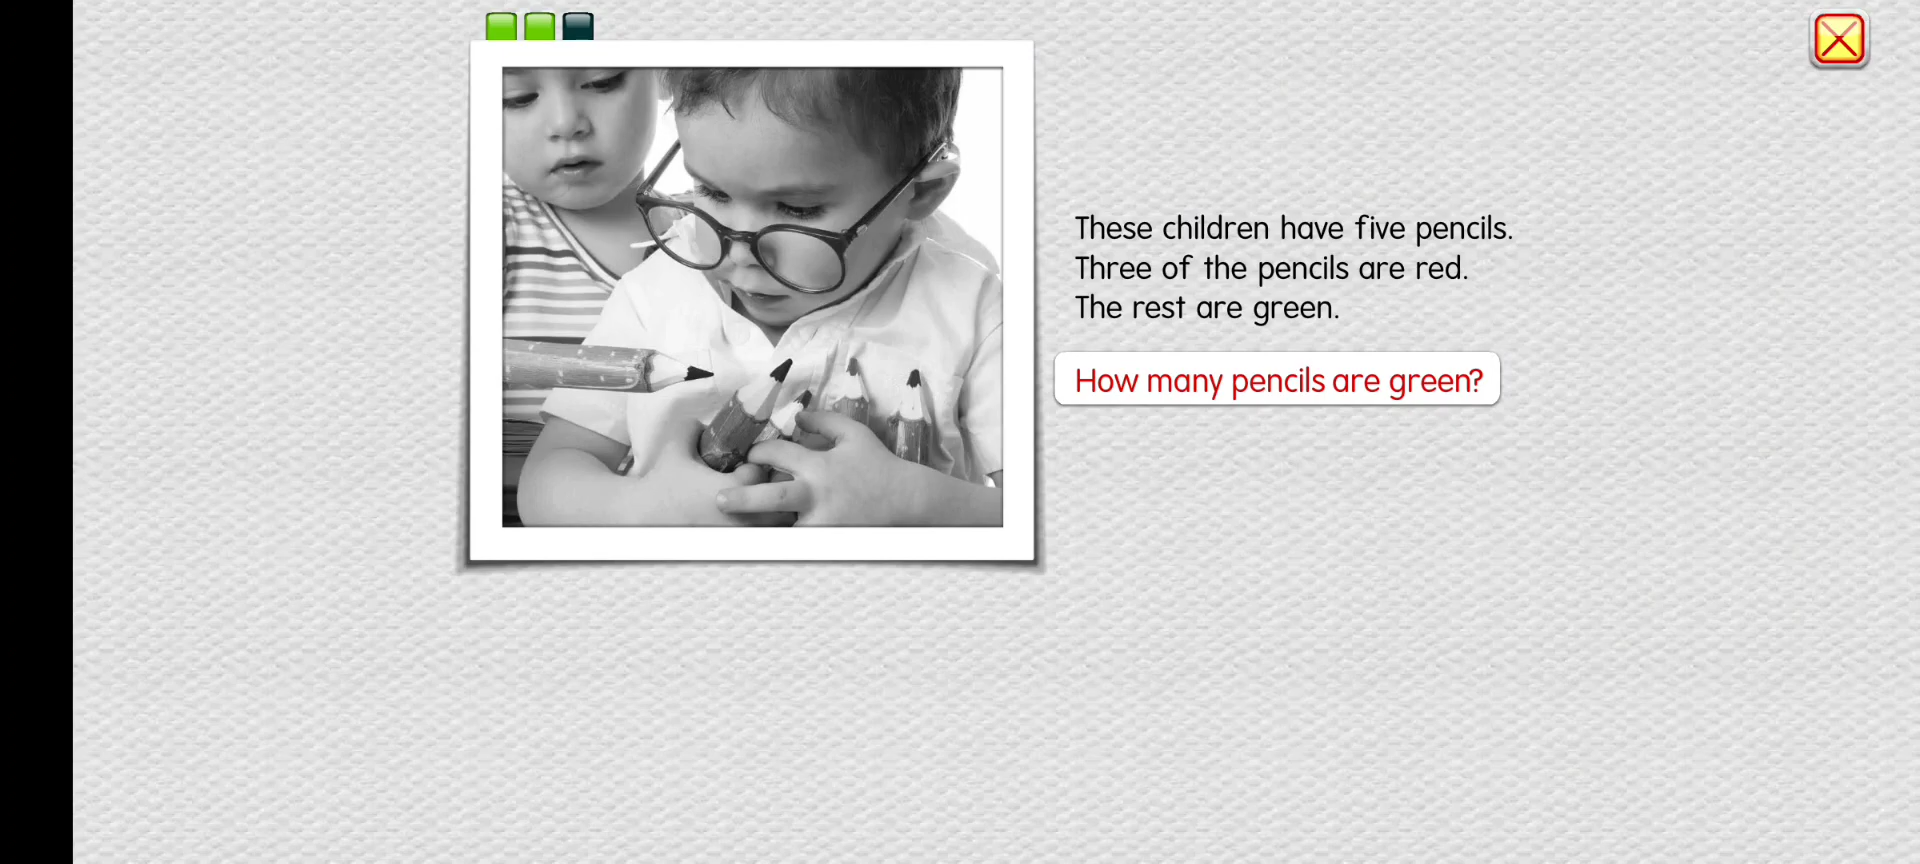 These children have five pencils.
Three of the pencils are red.
The rest are green.
How many pencils are green?